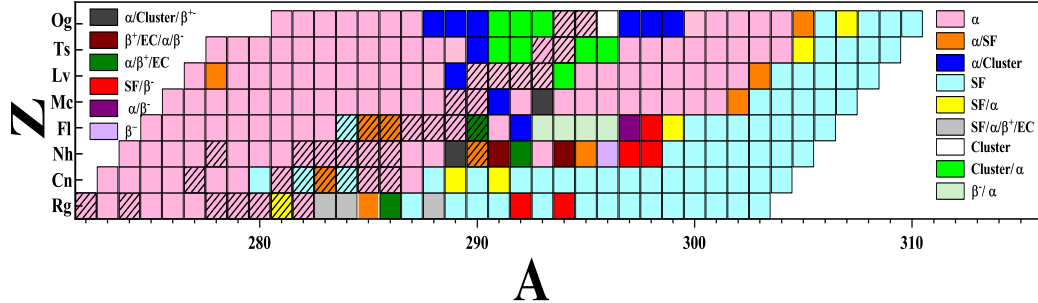 Z
Og
Ts
Lv
Mc
Fl
Nh
Cn
Rg
α/Cluster/β⁺⁻
β⁺/EC/α/β⁻
α/β⁺/EC
SF/β⁻
α/β⁻
β⁻
α
α/SF
α/Cluster
SF
SF/α
SF/α/β⁺/EC
Cluster
Cluster/α
β⁻/α
280
290
300
310
A